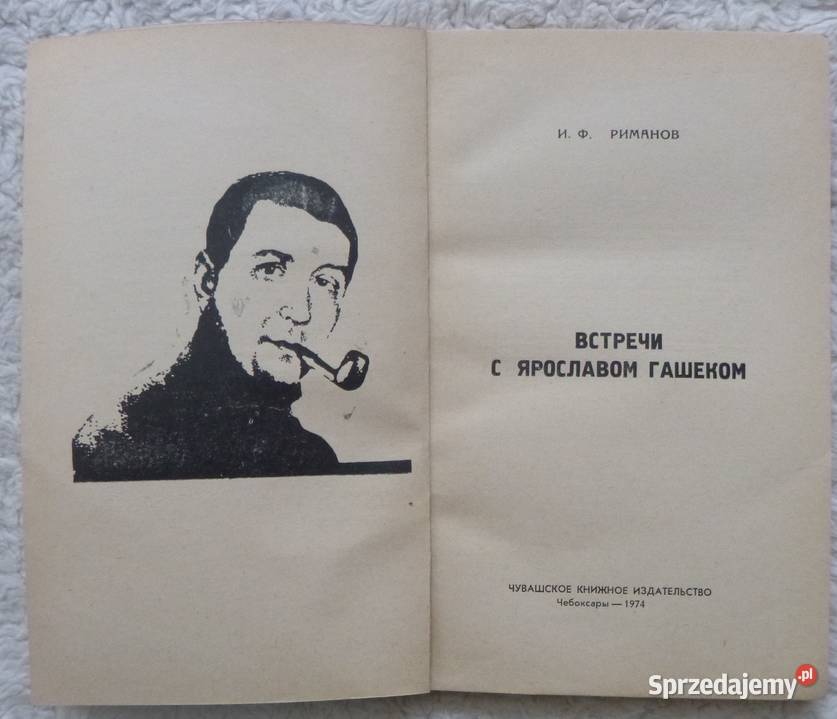 И. Ф. РИМАНОВ
ВСТРЕЧИ
С ЯРОСЛАВОМ ГАШЕКОМ
ЧУВАШСКОЕ КНИЖНОЕ ИЗДАТЕЛЬСТВО
Чебоксары — 1974
Sprzedajemy.pl